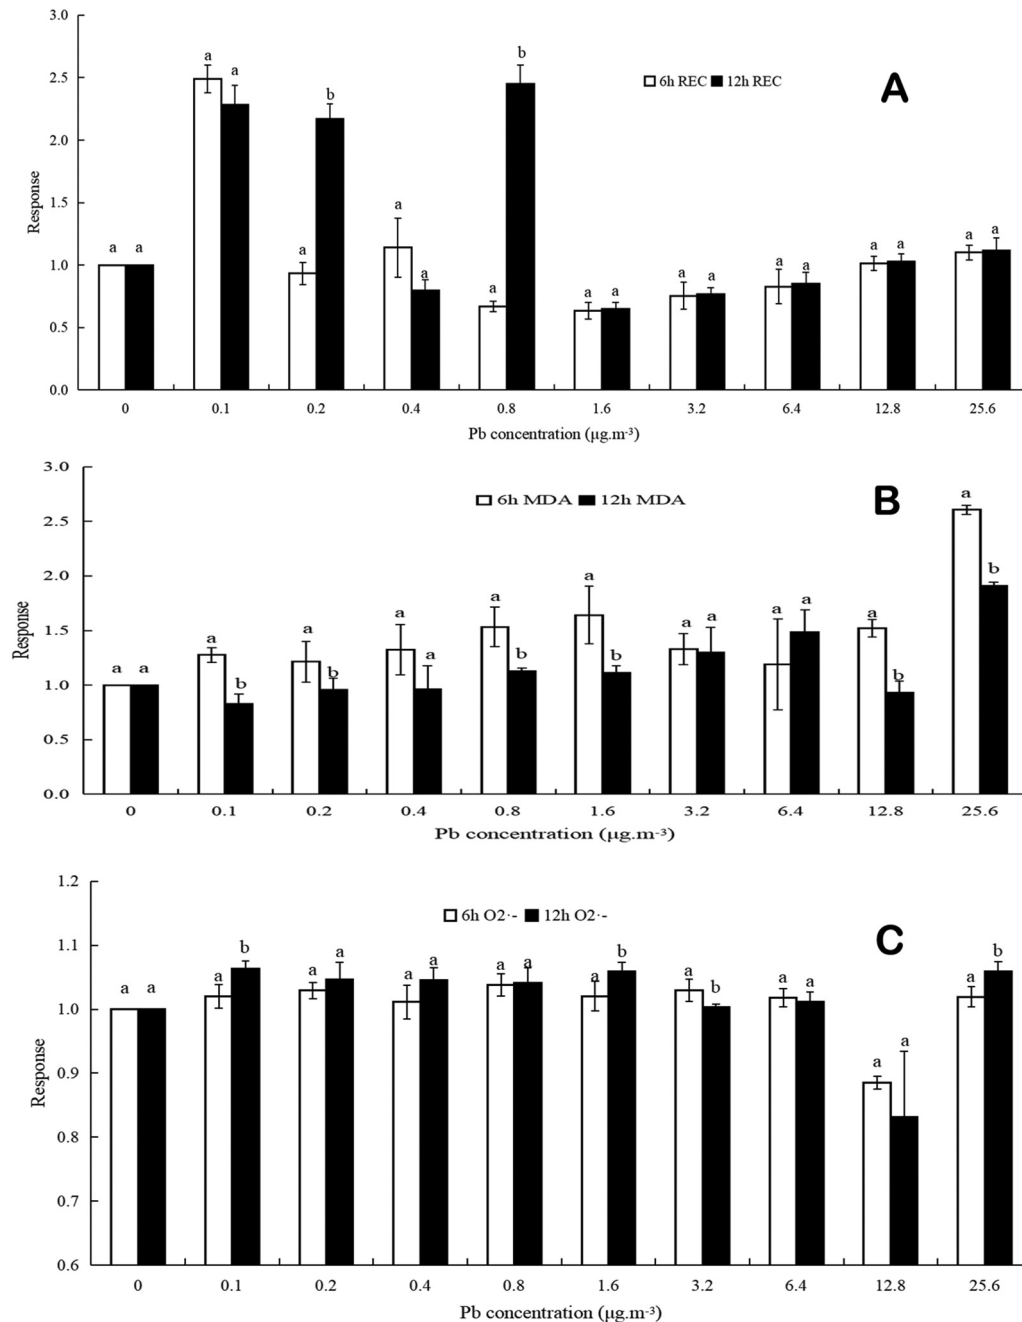 3.0
a
a
b
b
6h REC 12h REC
A
2.5
2.0
1.5
1.0
0.5
0.0
Response
a a
a
a
a
a
a a
a a
a a
a a
a a
0 0.1 0.2 0.4 0.8 1.6 3.2 6.4 12.8 25.6
Pb concentration (μg.m-3)
3.0
2.5
2.0
1.5
1.0
0.5
0.0
Response
6h MDA 12h MDA
B
a a
a b
a b
a a
a b
a b
a a
a a
a b
a b
0 0.1 0.2 0.4 0.8 1.6 3.2 6.4 12.8 25.6
Pb concentration (μg.m-3)
1.2
1.1
1.0
0.9
0.8
0.7
0.6
Response
6h O2·- 12h O2·-
C
a a
a b
a a
a a
a a
a b
a b
a a
a a
a b
0 0.1 0.2 0.4 0.8 1.6 3.2 6.4 12.8 25.6
Pb concentration (μg.m-3)